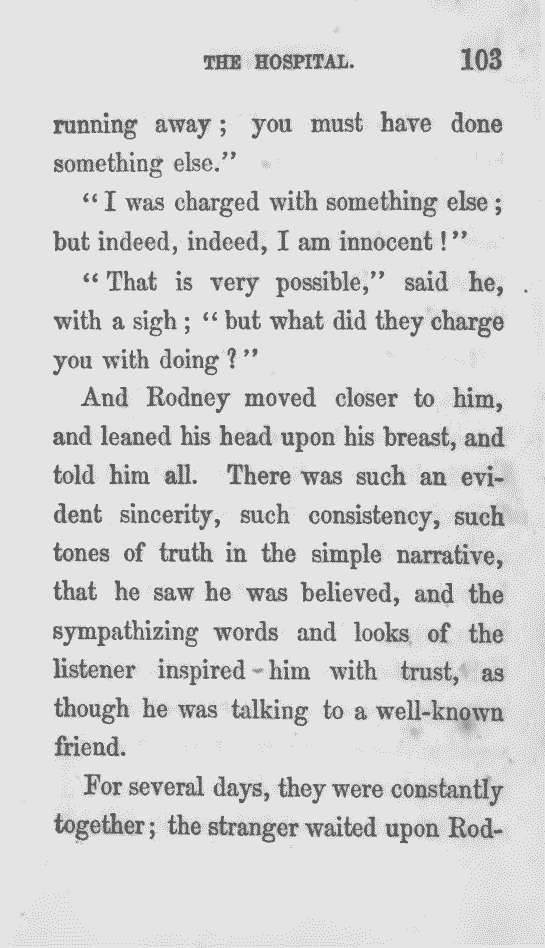 THE HOSPITAL. 103
running away ; you must have done
something else."
" I was charged with something else ;
but indeed, indeed, I am innocent ! "
" That is very possible," said he,
with a sigh ; " but what did they charge
you with doing ? "
And Rodney moved closer to him,
and leaned his head upon his breast, and
told him all. There was such an evi-
dent sincerity, such consistency, such
tones of truth in the simple narrative,
that he saw he was believed, and the
sympathizing words and looks of the
listener inspired him with trust, as
though he was talking to a well-known
friend.
For several days, they were constantly
together ; the stranger waited upon Rod-